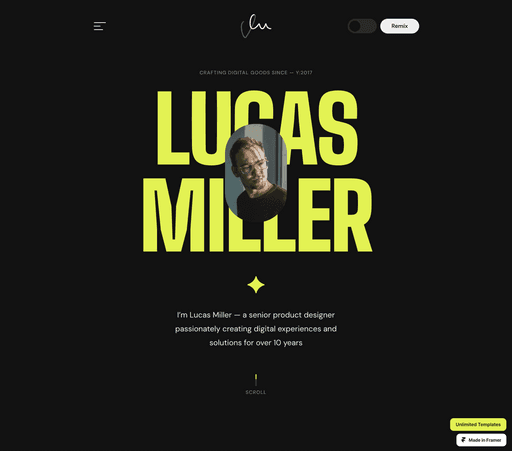 Remix
CRAFTING DIGITAL GOODS SINCE — Y:2017
LUCAS
MILLER
I'm Lucas Miller — a senior product designer
passionately creating digital experiences and
solutions for over 10 years
SCROLL
Unlimited Templates
Made in Framer